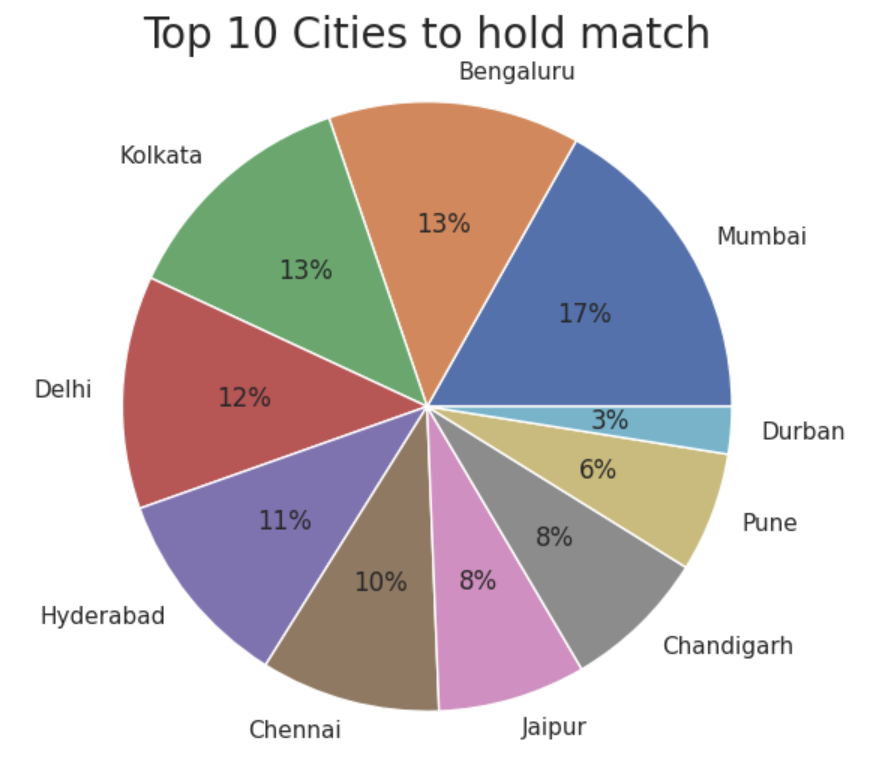 Top 10 Cities to hold match
Bengaluru
Kolkata
Mumbai
13%
13%
17%
Delhi
12%
3%
Durban
6%
Pune
11%
8%
10%
8%
Hyderabad
Chandigarh
Chennai
Jaipur